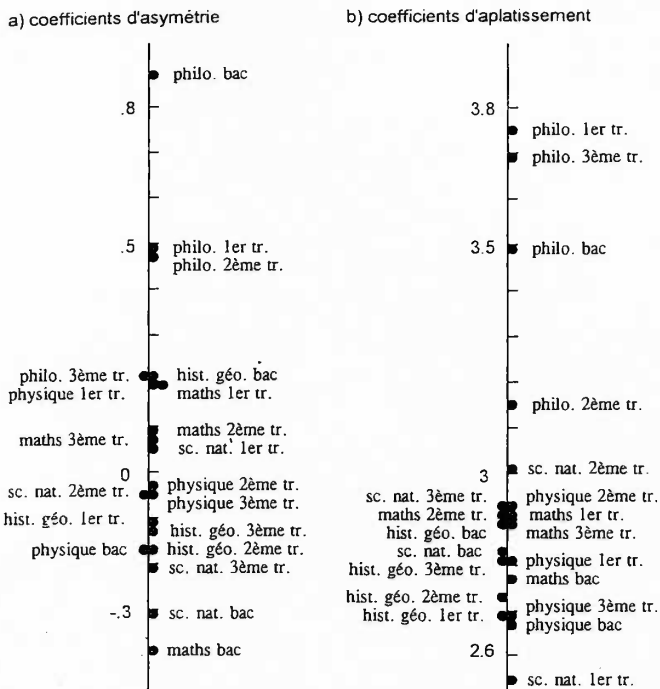 a) coefficients d'asymétrie
philo. bac
.8
.5
philo. 1er tr.
philo. 2ème tr.
philo. 3ème tr.
hist. géo. bac
physique 1er tr.
maths 1er tr.
maths 2ème tr.
maths 3ème tr.
sc. nat. 1er tr.
0
physique 2ème tr.
sc. nat. 2ème tr.
physique 3ème tr.
hist. géo. 1er tr.
hist. géo. 3ème tr.
physique bac
hist. géo. 2ème tr.
sc. nat. 3ème tr.
-.3
sc. nat. bac
maths bac
b) coefficients d'aplatissement
3.8
philo. 1er tr.
philo. 3ème tr.
3.5
philo. bac
philo. 2ème tr.
3
sc. nat. 2ème tr.
sc. nat. 3ème tr.
physique 2ème tr.
maths 2ème tr.
maths 1er tr.
hist. géo. bac
maths 3ème tr.
sc. nat. bac
physique 1er tr.
hist. géo. 3ème tr.
maths bac
hist. géo. 2ème tr.
physique 3ème tr.
hist. géo. 1er tr.
physique bac
2.6
sc. nat. 1er tr.